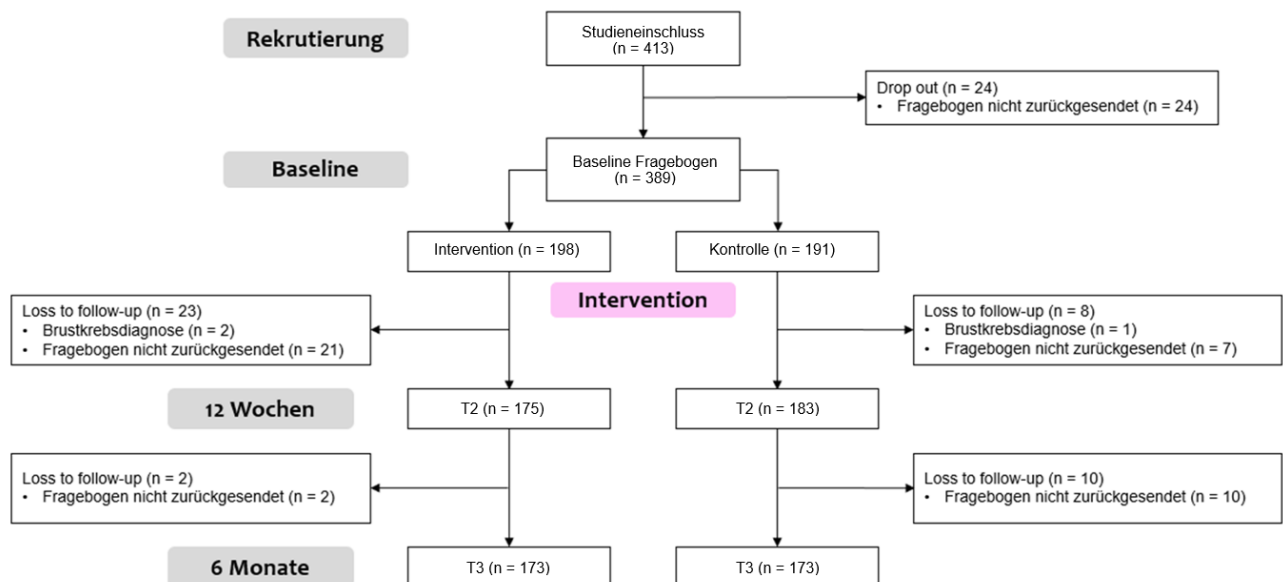 Rekrutierung
Studieneinschluss
(n = 413)
Drop out (n = 24)
• Fragebogen nicht zurückgesendet (n = 24)
Baseline
Baseline Fragebogen
(n = 389)
Intervention (n = 198)
Kontrolle (n = 191)
Intervention
Loss to follow-up (n = 23)
• Brustkrebsdiagnose (n = 2)
• Fragebogen nicht zurückgesendet (n = 21)
Loss to follow-up (n = 8)
• Brustkrebsdiagnose (n = 1)
• Fragebogen nicht zurückgesendet (n = 7)
12 Wochen
T2 (n = 175)
T2 (n = 183)
Loss to follow-up (n = 2)
• Fragebogen nicht zurückgesendet (n = 2)
Loss to follow-up (n = 10)
• Fragebogen nicht zurückgesendet (n = 10)
6 Monate
T3 (n = 173)
T3 (n = 173)